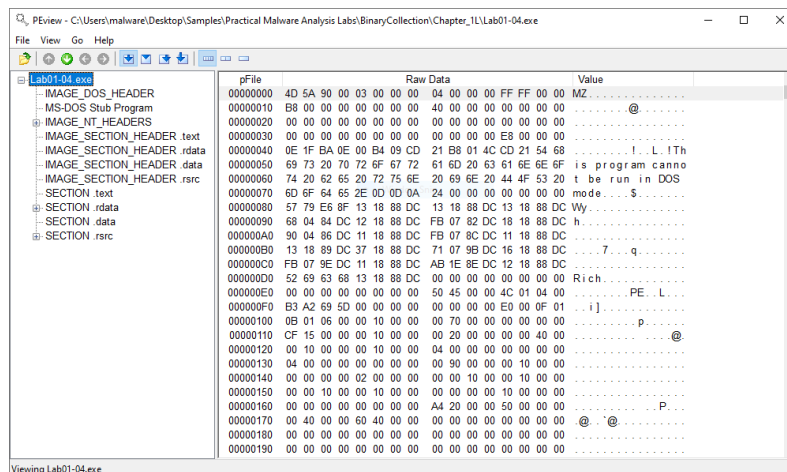 PEview - C:\Users\malware\Desktop\Samples\Practical Malware Analysis Labs\BinaryCollection\Chapter_1L\Lab01-04.exe
File View Go Help
Lab01-04.exe
IMAGE_DOS_HEADER
MS-DOS Stub Program
IMAGE_NT_HEADERS
IMAGE_SECTION_HEADER .text
IMAGE_SECTION_HEADER .rdata
IMAGE_SECTION_HEADER .data
IMAGE_SECTION_HEADER .rsrc
SECTION .text
SECTION .rdata
SECTION .data
SECTION .rsrc
pFile Raw Data Value
00000000 4D 5A 90 00 03 00 00 00 04 00 00 00 FF FF 00 00 MZ..............
00000010 B8 00 00 00 00 00 00 00 40 00 00 00 00 00 00 00 ........@.......
00000020 00 00 00 00 00 00 00 00 00 00 00 00 00 00 00 00 ................
00000030 00 00 00 00 00 00 00 00 00 00 00 00 E8 00 00 00 ................
00000040 0E 1F BA 0E 00 B4 09 CD 21 B8 01 4C CD 21 54 68 ........!..L.!Th
00000050 69 73 20 70 72 6F 67 72 61 6D 20 63 61 6E 6E 6F is program canno
00000060 74 20 62 65 20 72 75 6E 20 69 6E 20 44 4F 53 20 t be run in DOS
00000070 6D 6F 64 65 2E 0D 0D 0A 24 00 00 00 00 00 00 00 mode....$.......
00000080 57 79 E6 8F 13 18 88 DC 13 18 88 DC 13 18 88 DC Wy..............
00000090 68 04 84 DC 12 18 88 DC FB 07 82 DC 18 18 88 DC h...............
000000A0 90 04 86 DC 11 18 88 DC FB 07 8C DC 11 18 88 DC ................
000000B0 13 18 89 DC 37 18 88 DC 71 07 9B DC 16 18 88 DC ....7...q.......
000000C0 FB 07 9E DC 11 18 88 DC AB 1E 8E DC 12 18 88 DC ................
000000D0 52 69 63 68 13 18 88 DC 00 00 00 00 00 00 00 00 Rich............
000000E0 00 00 00 00 00 00 00 00 50 45 00 00 4C 01 04 00 ........PE..L...
000000F0 B3 A2 69 5D 00 00 00 00 00 00 00 00 E0 00 0F 01 ..i]............
00000100 0B 01 06 00 00 10 00 00 00 70 00 00 00 00 00 00 .........p......
00000110 CF 15 00 00 00 10 00 00 00 20 00 00 00 00 40 00 ......... ....@.
00000120 00 10 00 00 00 10 00 00 04 00 00 00 00 00 00 00 ................
00000130 04 00 00 00 00 00 00 00 00 90 00 00 00 10 00 00 ................
00000140 00 00 00 00 02 00 00 00 00 00 10 00 00 10 00 00 ................
00000150 00 00 10 00 00 10 00 00 00 00 00 00 10 00 00 00 ................
00000160 00 00 00 00 00 00 00 00 A4 20 00 00 50 00 00 00 ......... ..P...
00000170 00 40 00 00 60 40 00 00 00 00 00 00 00 00 00 00 .@..`@..........
00000180 00 00 00 00 00 00 00 00 00 00 00 00 00 00 00 00 ................
00000190 00 00 00 00 00 00 00 00 00 00 00 00 00 00 00 00 ................
Viewing Lab01-04.exe